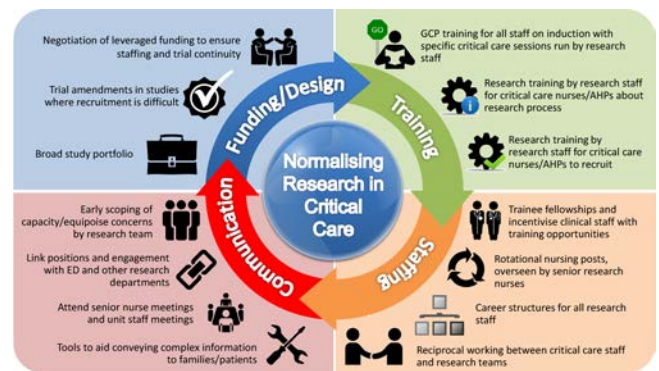 Negotiation of leveraged funding to ensure
staffing and trial continuity
Trial amendments in studies
where recruitment is difficult
Broad study portfolio
Funding/Design
GO
GCP training for all staff on induction with
specific critical care sessions run by research
staff
Research training by research staff
for critical care nurses/AHPs about
research process
Research training by
research staff for critical care
nurses/AHPs to recruit
Training
Normalising
Research in
Critical
Care
Early scoping of
capacity/equipoise concerns
by research team
Link positions and engagement
with ED and other research
departments
Attend senior nurse meetings
and unit staff meetings
Tools to aid conveying complex information
to families/patients
Communication
Trainee fellowships and
incentivise clinical staff with
training opportunities
Rotational nursing posts,
overseen by senior research
nurses
Career structures for all research
staff
Reciprocal working between critical care staff
and research teams
Staffing